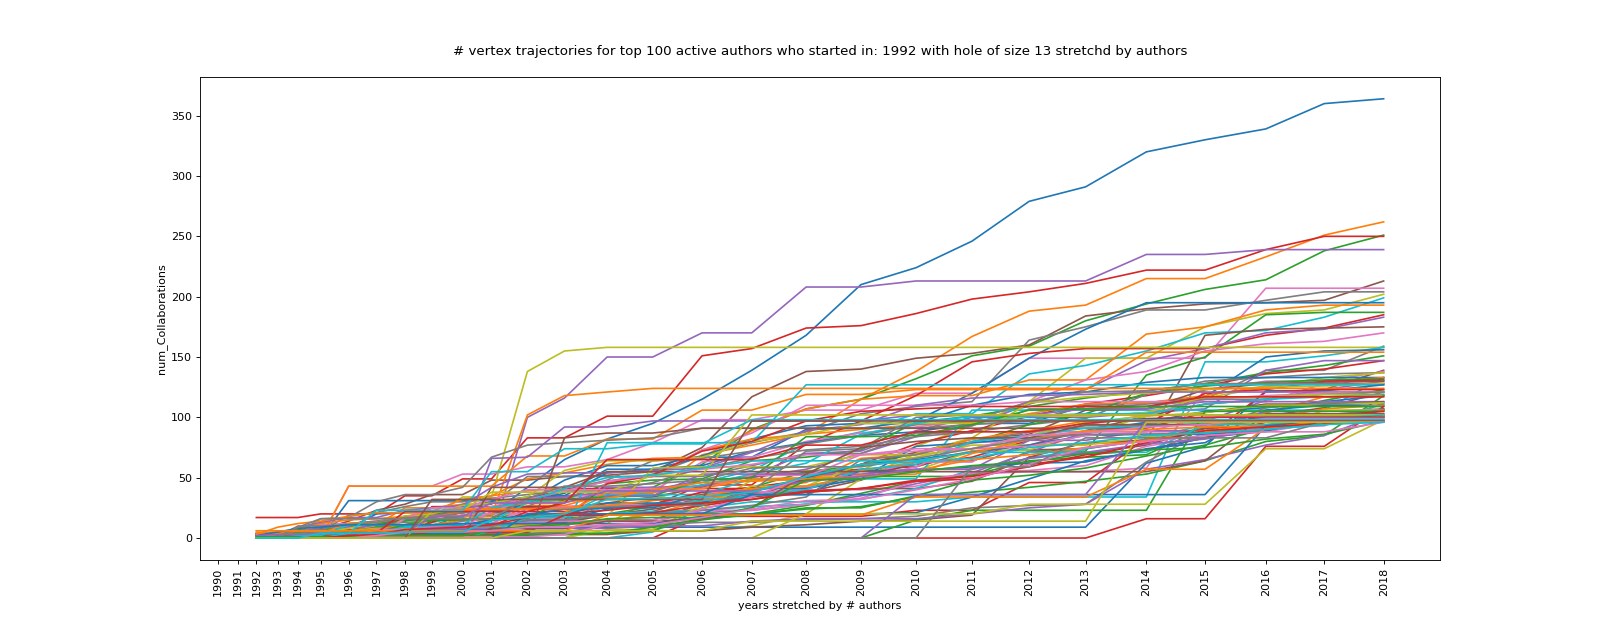 # vertex trajectories for top 100 active authors who started in: 1992 with hole of size 13 stretchd by authors
num_Collaborations
350
300
250
200
150
100
50
0
1990 1991 1992 1993 1994 1995 1996 1997 1998 1999 2000 2001 2002 2003 2004 2005 2006 2007 2008 2009 2010 2011 2012 2013 2014 2015 2016 2017 2018
years stretched by # authors